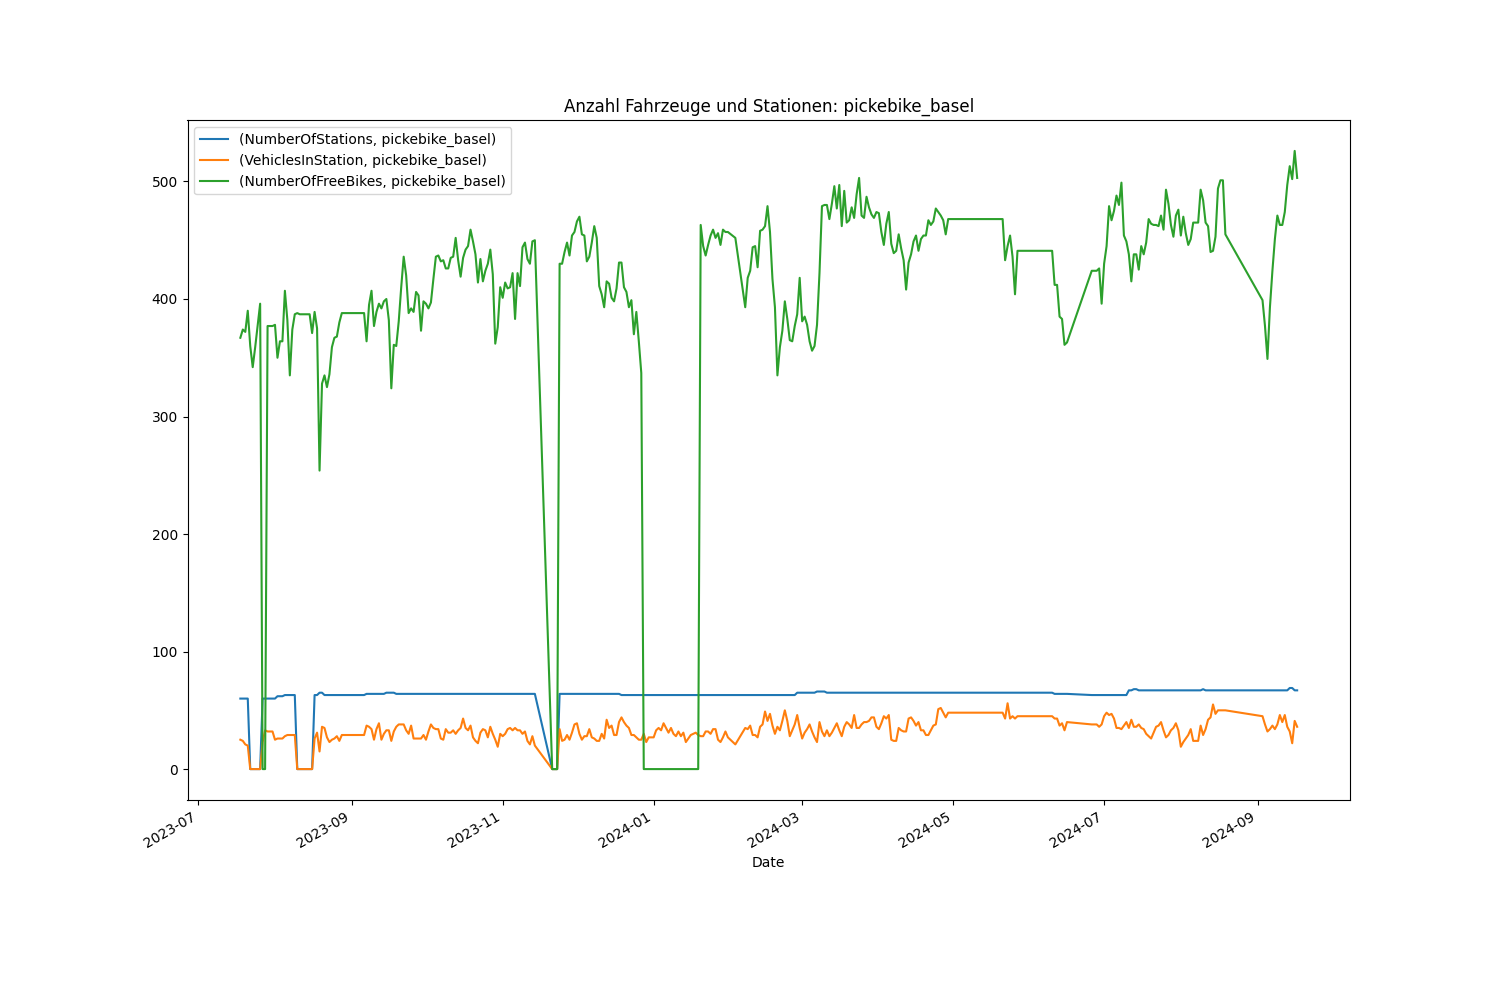 Anzahl Fahrzeuge und Stationen: pickebike_basel
(NumberOfStations, pickebike_basel)
(VehiclesInStation, pickebike_basel)
(NumberOfFreeBikes, pickebike_basel)
500
400
300
200
100
0
2023-07
2023-09
2023-11
2024-01
2024-03
2024-05
2024-07
2024-09
Date